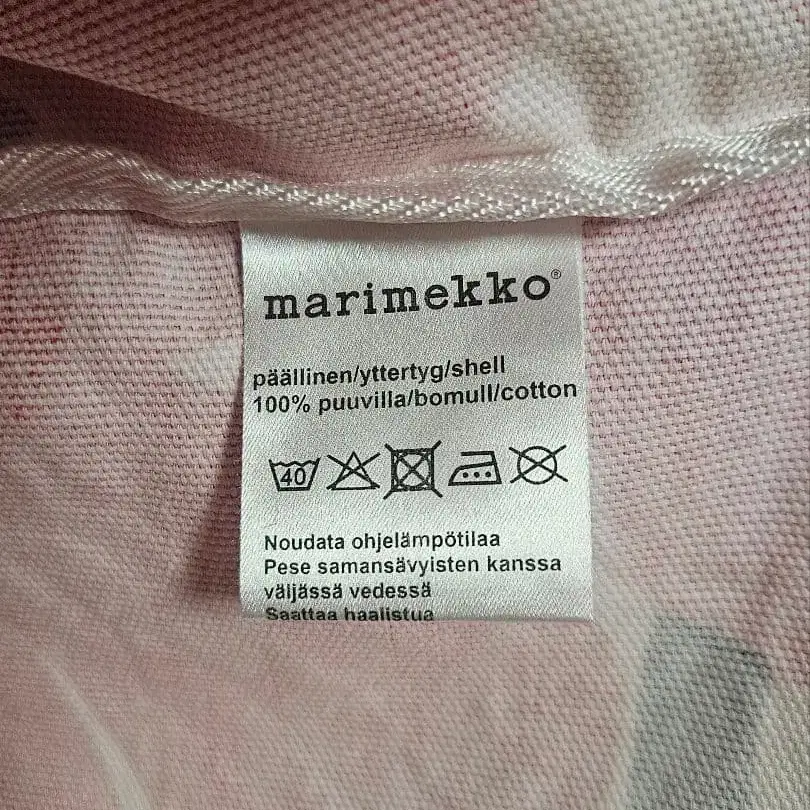 marimekko®
päällinen/yttertyg/shell
100% puuvilla/bomull/cotton
40
Noudata ohjelämpötilaa
Pese samansävyisten kanssa
väljässä vedessä
Saattaa haalistua